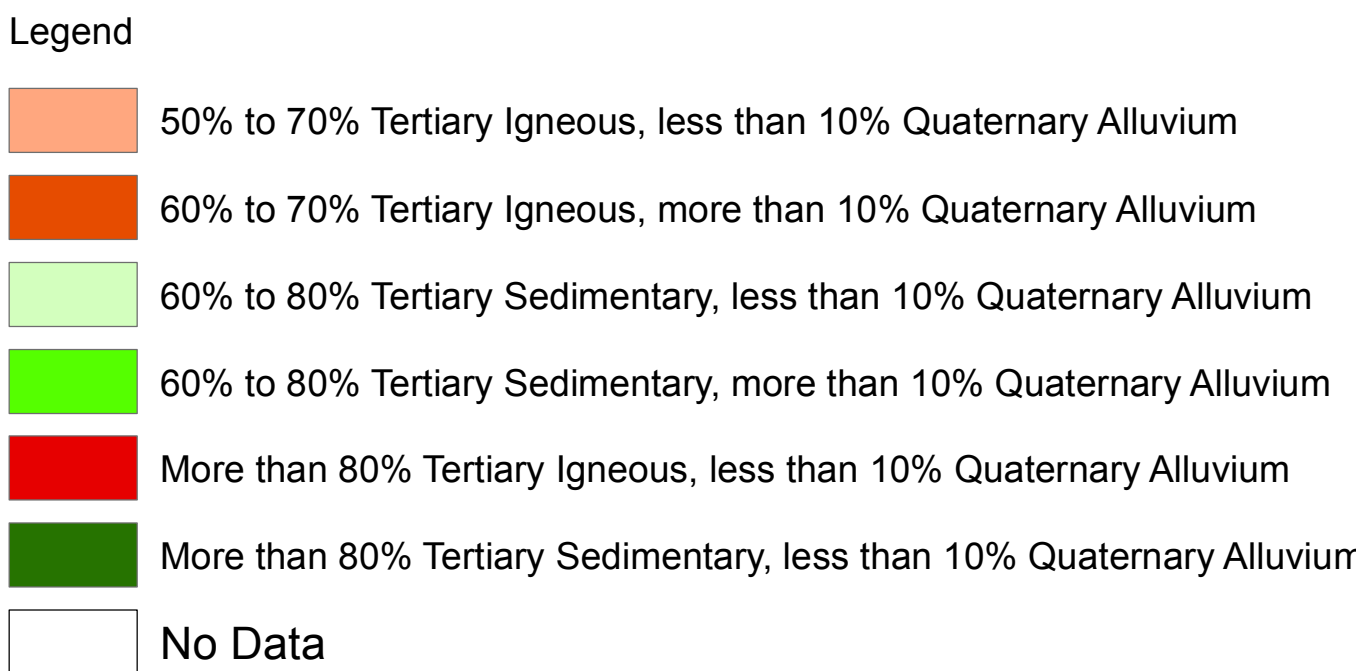 Legend
50% to 70% Tertiary Igneous, less than 10% Quaternary Alluvium
60% to 70% Tertiary Igneous, more than 10% Quaternary Alluvium
60% to 80% Tertiary Sedimentary, less than 10% Quaternary Alluvium
60% to 80% Tertiary Sedimentary, more than 10% Quaternary Alluvium
More than 80% Tertiary Igneous, less than 10% Quaternary Alluvium
More than 80% Tertiary Sedimentary, less than 10% Quaternary Alluvium
No Data